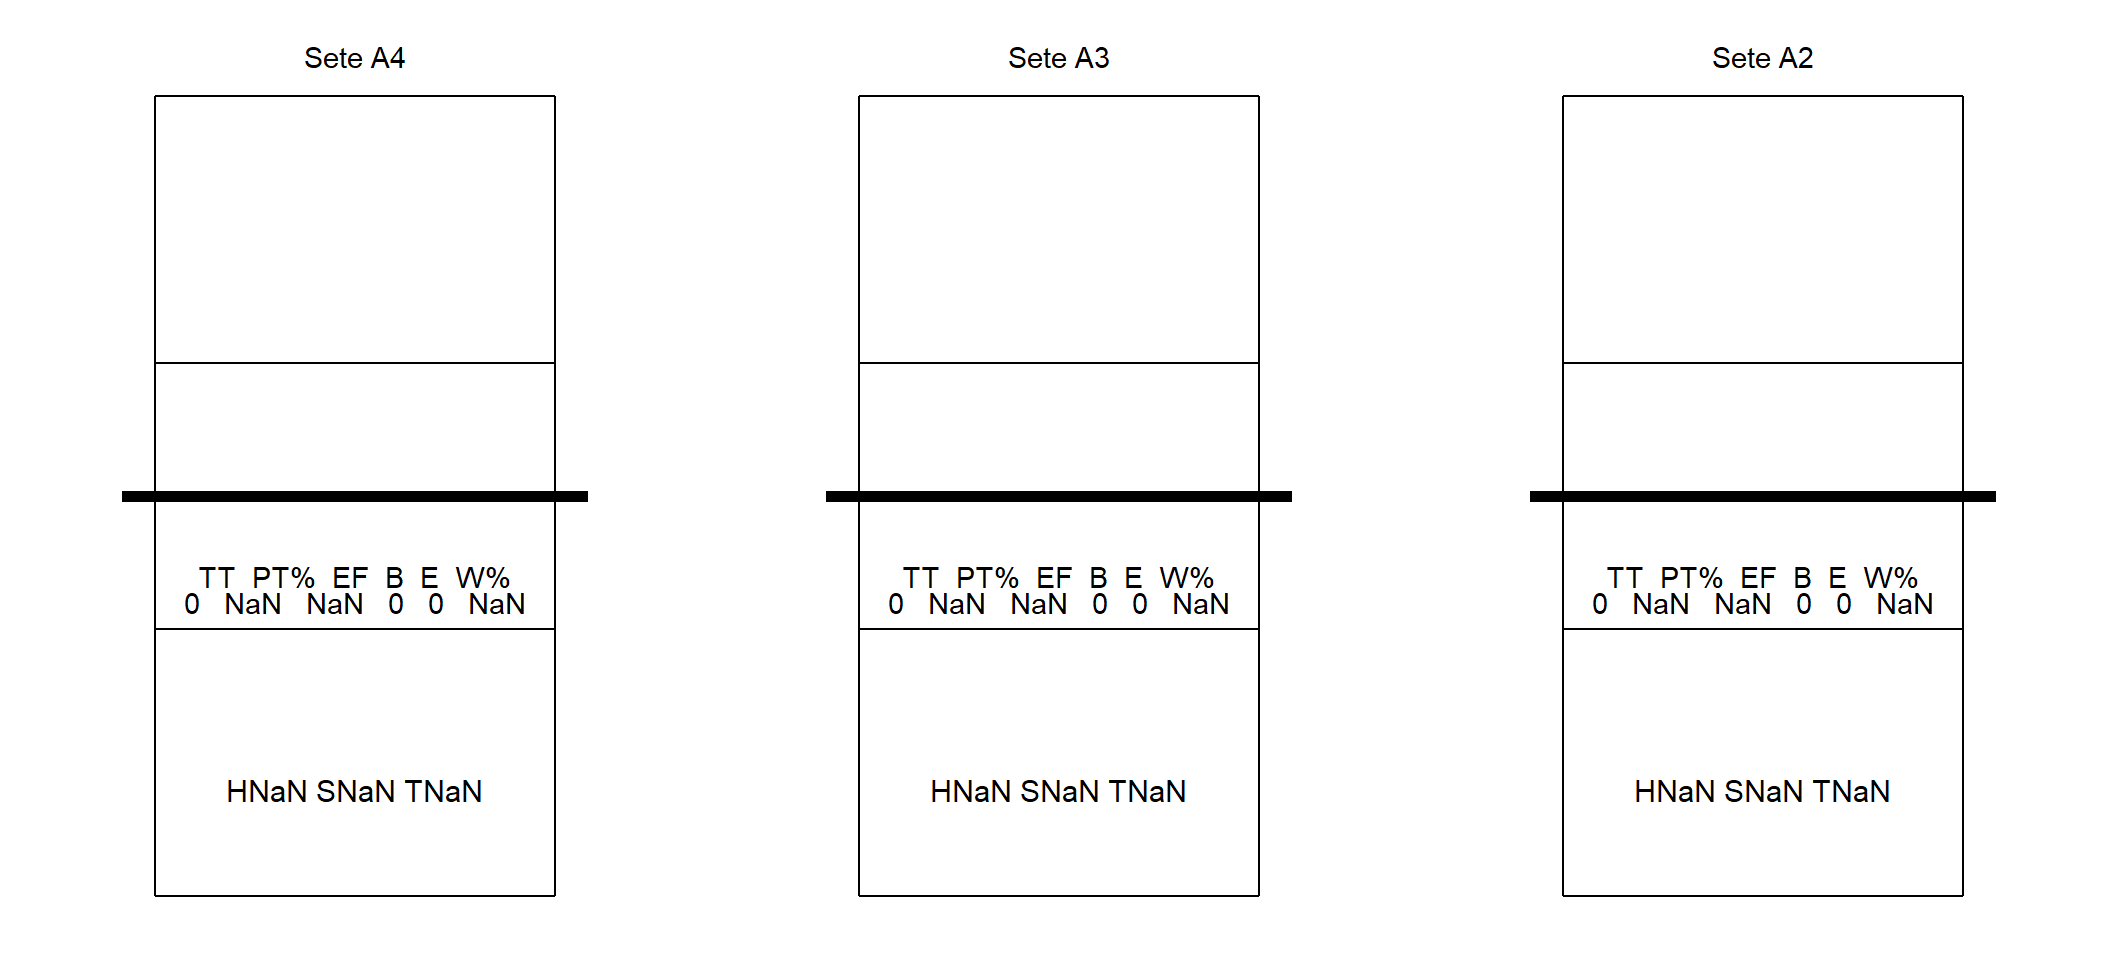 Sete A4
Sete A3
Sete A2
TT PT% EF B E W%
0 NaN NaN 0 0 NaN
TT PT% EF B E W%
0 NaN NaN 0 0 NaN
TT PT% EF B E W%
0 NaN NaN 0 0 NaN
HNaN SNaN TNaN
HNaN SNaN TNaN
HNaN SNaN TNaN